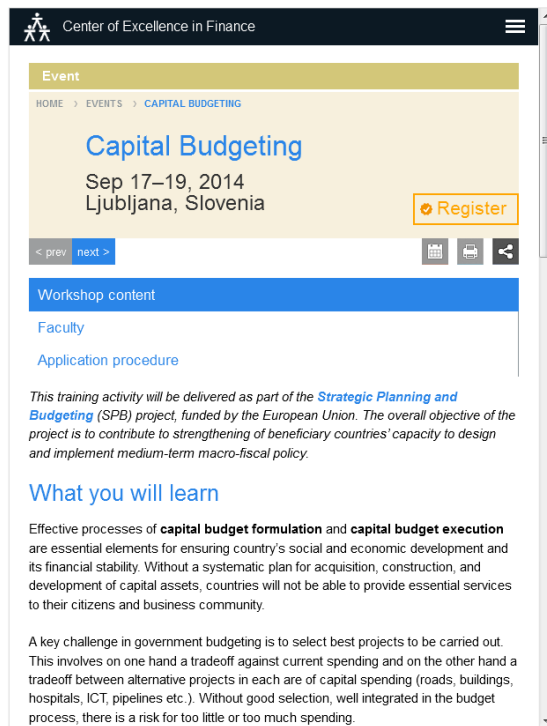 Center of Excellence in Finance
Event
HOME > EVENTS > CAPITAL BUDGETING
Capital Budgeting
Sep 17–19, 2014
Ljubljana, Slovenia
Register
< prev next >
Workshop content
Faculty
Application procedure
This training activity will be delivered as part of the Strategic Planning and
Budgeting (SPB) project, funded by the European Union. The overall objective of the
project is to contribute to strengthening of beneficiary countries' capacity to design
and implement medium-term macro-fiscal policy.
What you will learn
Effective processes of capital budget formulation and capital budget execution
are essential elements for ensuring country's social and economic development and
its financial stability. Without a systematic plan for acquisition, construction, and
development of capital assets, countries will not be able to provide essential services
to their citizens and business community.
A key challenge in government budgeting is to select best projects to be carried out.
This involves on one hand a tradeoff against current spending and on the other hand a
tradeoff between alternative projects in each are of capital spending (roads, buildings,
hospitals, ICT, pipelines etc.). Without good selection, well integrated in the budget
process, there is a risk for too little or too much spending.